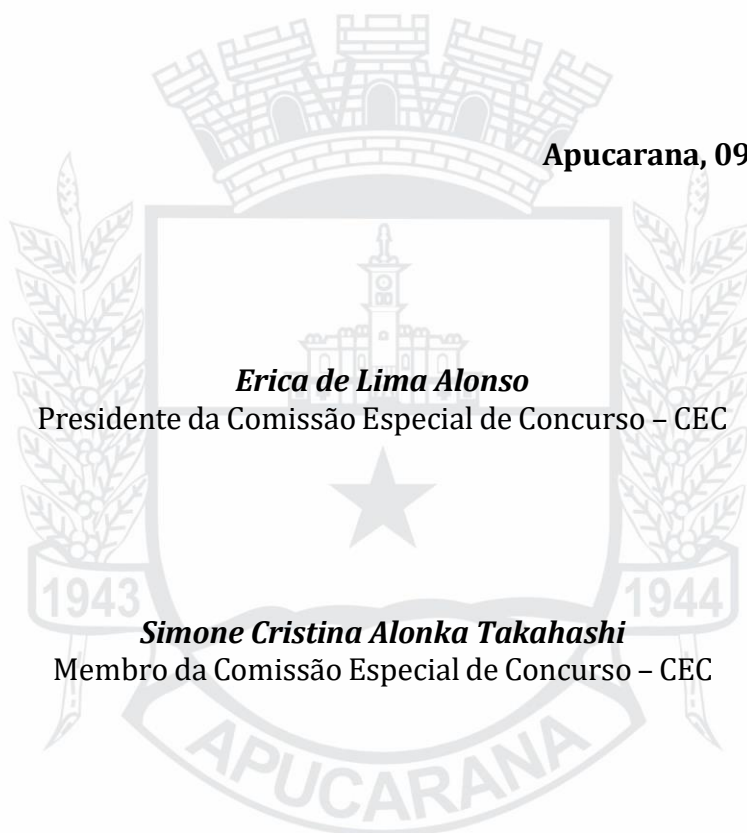 Apucarana, 09
Erica de Lima Alonso
Presidente da Comissão Especial de Concurso – CEC
1943
1944
Simone Cristina Alonka Takahashi
Membro da Comissão Especial de Concurso – CEC
APUCARANA